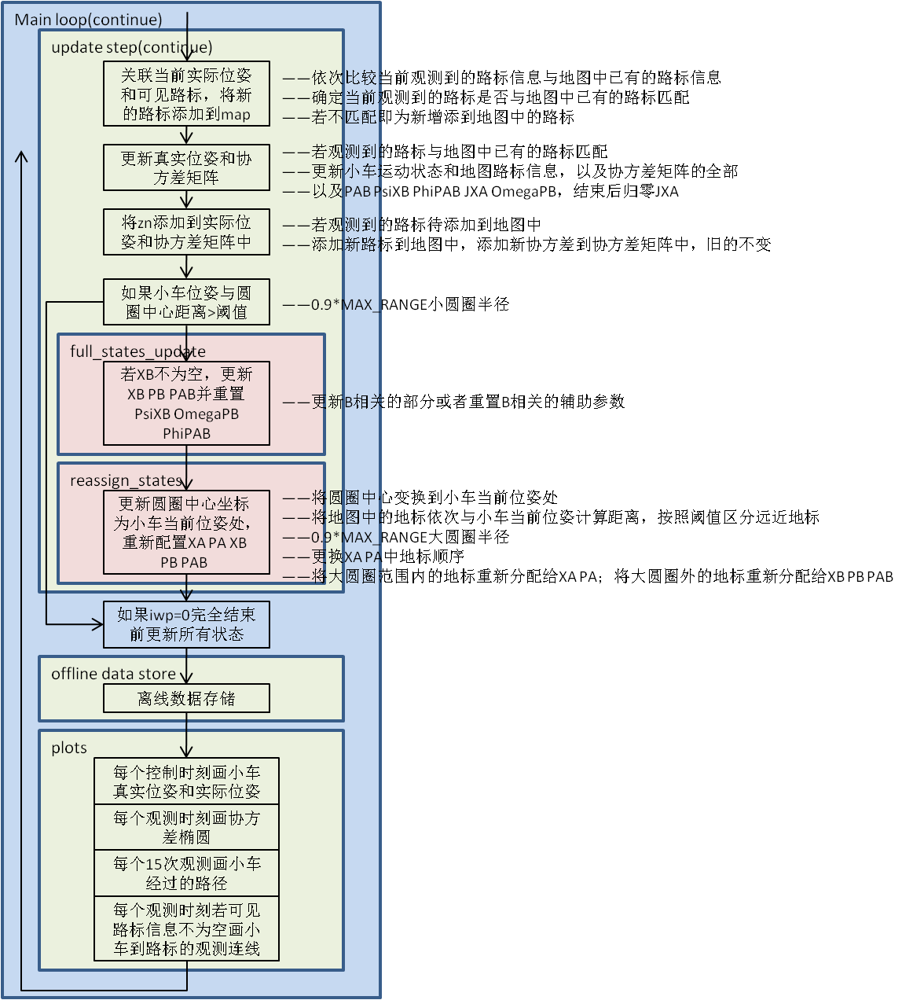 Main loop(continue)
update step(continue)
关联当前实际位姿
和可见路标，将新
的路标添加到map
——依次比较当前观测到的路标信息与地图中已有的路标信息
——确定当前观测到的路标是否与地图中已有的路标匹配
——若不匹配即为新增添到地图中的路标
更新真实位姿和协
方差矩阵
——若观测到的路标与地图中已有的路标匹配
——更新小车运动状态和地图路标信息，以及协方差矩阵的全部
——以及PAB PsiXB PhiPAB JXA OmegaPB，结束后归零JXA
将zn添加到实际位
姿和协方差矩阵中
——若观测到的路标待添加到地图中
——添加新路标到地图中，添加新协方差到协方差矩阵中，旧的不变
如果小车位姿与圆
圈中心距离>阈值
——0.9*MAX_RANGE小圆圈半径
full_states_update
若XB不为空，更新
XB PB PAB并重置
PsiXB OmegaPB
PhiPAB
——更新B相关的部分或者重置B相关的辅助参数
reassign_states
更新圆圈中心坐标
为小车当前位姿处，
重新配置XA PA XB
PB PAB
——将圆圈中心变换到小车当前位姿处
——将地图中的地标依次与小车当前位姿计算距离，按照阈值区分远近地标
——0.9*MAX_RANGE大圆圈半径
——更换XA PA中地标顺序
——将大圆圈范围内的地标重新分配给XA PA；将大圆圈外的地标重新分配给XB PB PAB
如果iwp=0完全结束
前更新所有状态
offline data store
离线数据存储
plots
每个控制时刻画小车
真实位姿和实际位姿
每个观测时刻画协方
差椭圆
每个15次观测画小车
经过的路径
每个观测时刻若可见
路标信息不为空画小
车到路标的观测连线